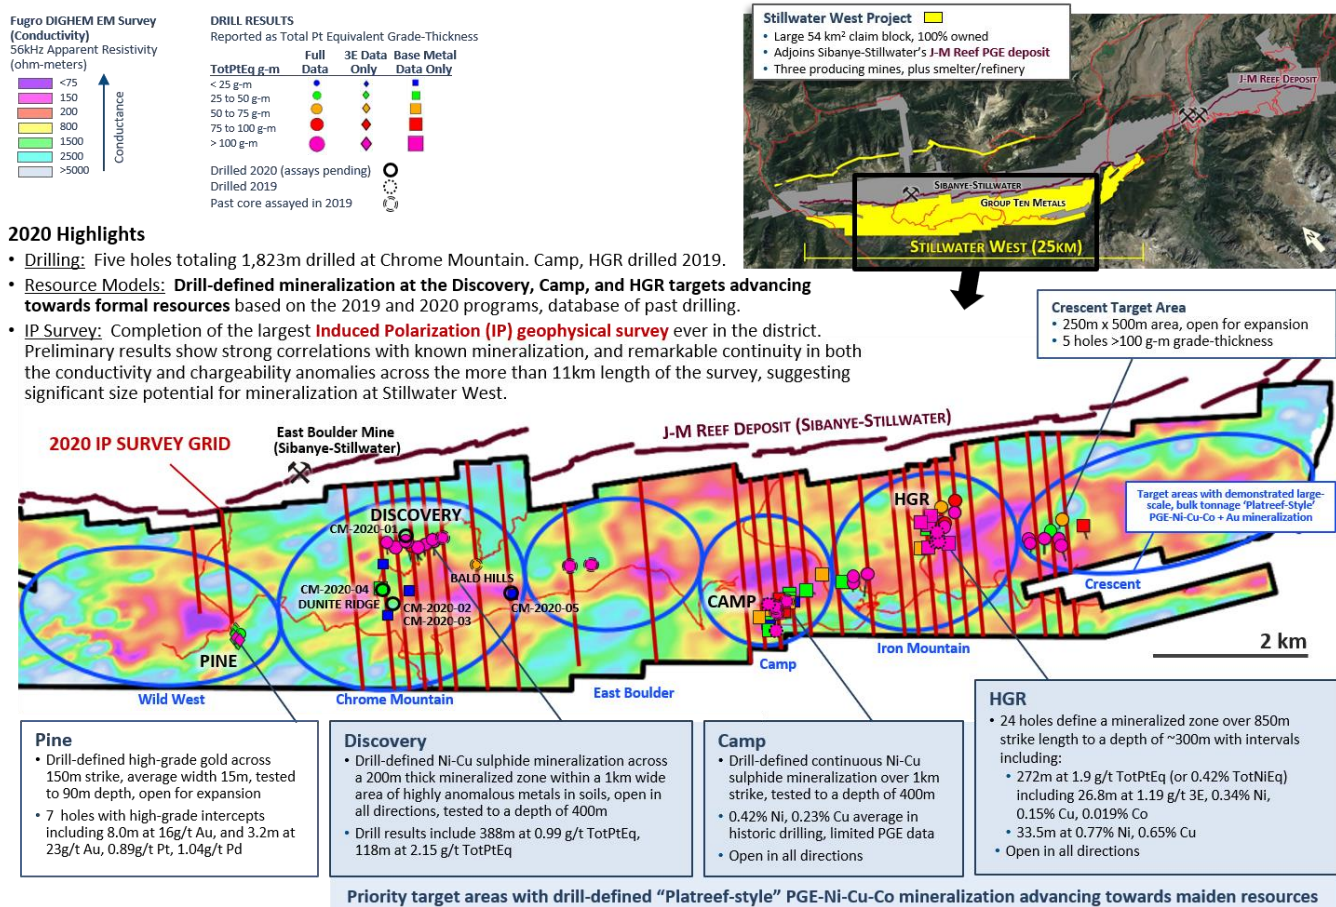 Fugro DIGHEM EM Survey
(Conductivity)
56kHz Apparent Resistivity
(ohm-meters)
<75
150
200
800
1500
2500
>5000
Conductance
DRILL RESULTS
Reported as Total Pt Equivalent Grade-Thickness
Full 3E Data Base Metal
TotPtEq g-m Data Only Data Only
< 25 g-m
25 to 50 g-m
50 to 75 g-m
75 to 100 g-m
> 100 g-m
Drilled 2020 (assays pending)
Drilled 2019
Past core assayed in 2019
Stillwater West Project
• Large 54 km² claim block, 100% owned
• Adjoins Sibanye-Stillwater's J-M Reef PGE deposit
• Three producing mines, plus smelter/refinery
J-M Reef Deposit
Sibanye-Stillwater
Group Ten Metals
Stillwater West (25km)
N
2020 Highlights
• Drilling: Five holes totaling 1,823m drilled at Chrome Mountain. Camp, HGR drilled 2019.
• Resource Models: Drill-defined mineralization at the Discovery, Camp, and HGR targets advancing
towards formal resources based on the 2019 and 2020 programs, database of past drilling.
• IP Survey: Completion of the largest Induced Polarization (IP) geophysical survey ever in the district.
Preliminary results show strong correlations with known mineralization, and remarkable continuity in both
the conductivity and chargeability anomalies across the more than 11km length of the survey, suggesting
significant size potential for mineralization at Stillwater West.
Crescent Target Area
• 250m x 500m area, open for expansion
• 5 holes >100 g-m grade-thickness
2020 IP SURVEY GRID
East Boulder Mine
(Sibanye-Stillwater)
J-M Reef Deposit (Sibanye-Stillwater)
Target areas with demonstrated large-
scale, bulk tonnage 'Platreef-Style'
PGE-Ni-Cu-Co + Au mineralization
DISCOVERY
CM-2020-01
HGR
BALD HILLS
CM-2020-04
DUNITE RIDGE
CM-2020-02
CM-2020-03
CM-2020-05
CAMP
PINE
Crescent
Iron Mountain
Camp
East Boulder
Wild West
Chrome Mountain
2 km
Pine
• Drill-defined high-grade gold across
150m strike, average width 15m, tested
to 90m depth, open for expansion
• 7 holes with high-grade intercepts
including 8.0m at 16g/t Au, and 3.2m at
23g/t Au, 0.89g/t Pt, 1.04g/t Pd
Discovery
• Drill-defined Ni-Cu sulphide mineralization across
a 200m thick mineralized zone within a 1km wide
area of highly anomalous metals in soils, open in
all directions, tested to a depth of 400m
• Drill results include 388m at 0.99 g/t TotPtEq,
118m at 2.15 g/t TotPtEq
Camp
• Drill-defined continuous Ni-Cu
sulphide mineralization over 1km
strike, tested to a depth of 400m
• 0.42% Ni, 0.23% Cu average in
historic drilling, limited PGE data
• Open in all directions
HGR
• 24 holes define a mineralized zone over 850m
strike length to a depth of ~300m with intervals
including:
• 272m at 1.9 g/t TotPtEq (or 0.42% TotNiEq)
including 26.8m at 1.19 g/t 3E, 0.34% Ni,
0.15% Cu, 0.019% Co
• 33.5m at 0.77% Ni, 0.65% Cu
• Open in all directions
Priority target areas with drill-defined "Platreef-style" PGE-Ni-Cu-Co mineralization advancing towards maiden resources